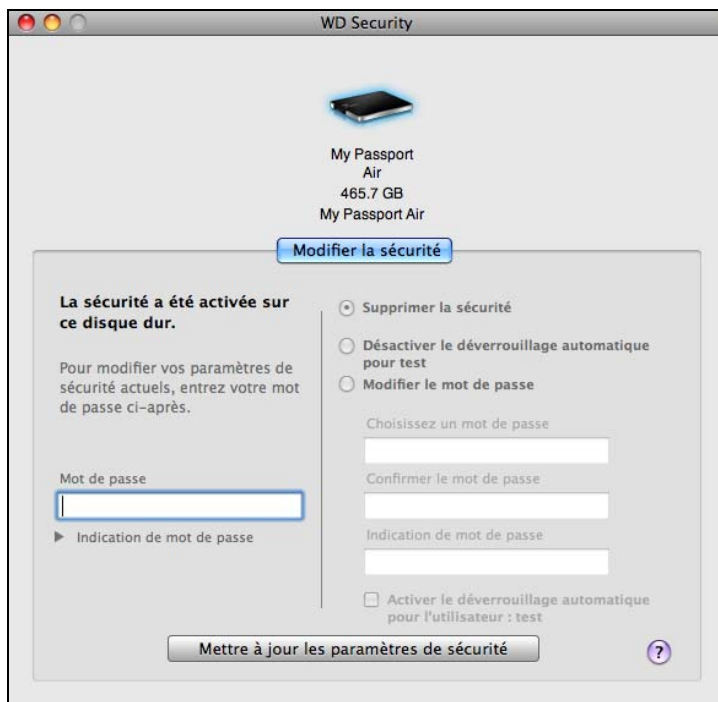 WD Security
My Passport
Air
465.7 GB
My Passport Air
Modifier la sécurité
La sécurité a été activée sur
ce disque dur.
Pour modifier vos paramètres de
sécurité actuels, entrez votre mot
de passe ci-après.
Mot de passe
Indication de mot de passe
Supprimer la sécurité
Désactiver le déverrouillage automatique
pour test
Modifier le mot de passe
Choisissez un mot de passe
Confirmer le mot de passe
Indication de mot de passe
Activer le déverrouillage automatique
pour l'utilisateur : test
Mettre à jour les paramètres de sécurité
?